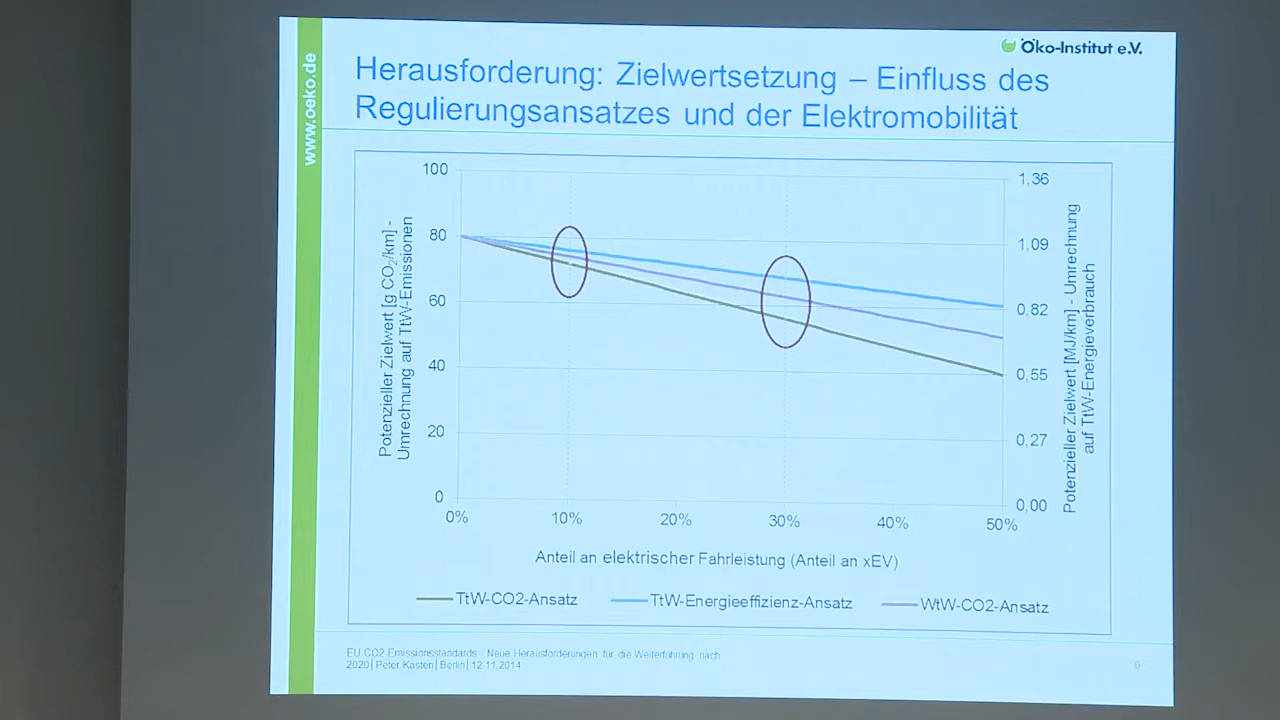 Öko-Institut e.V.
www.oeko.de
Herausforderung: Zielwertsetzung – Einfluss des
Regulierungsansatzes und der Elektromobilität
Potenzieller Zielwert [g CO2/km] -
Umrechnung auf TtW-Emissionen
100
80
60
40
20
0
1,36
1,09
0,82
0,55
0,27
0,00
Potenzieller Zielwert [MJ/km] - Umrechnung
auf TtW-Energieverbrauch
0%
10%
20%
30%
40%
50%
Anteil an elektrischer Fahrleistung (Anteil an xEV)
TtW-CO2-Ansatz
TtW-Energieeffizienz-Ansatz
WtW-CO2-Ansatz
EU CO2 Emissionsstandards - Neue Herausforderungen für die Weiterführung nach
2020| Peter Kasten| Berlin| 12.11.2014
6